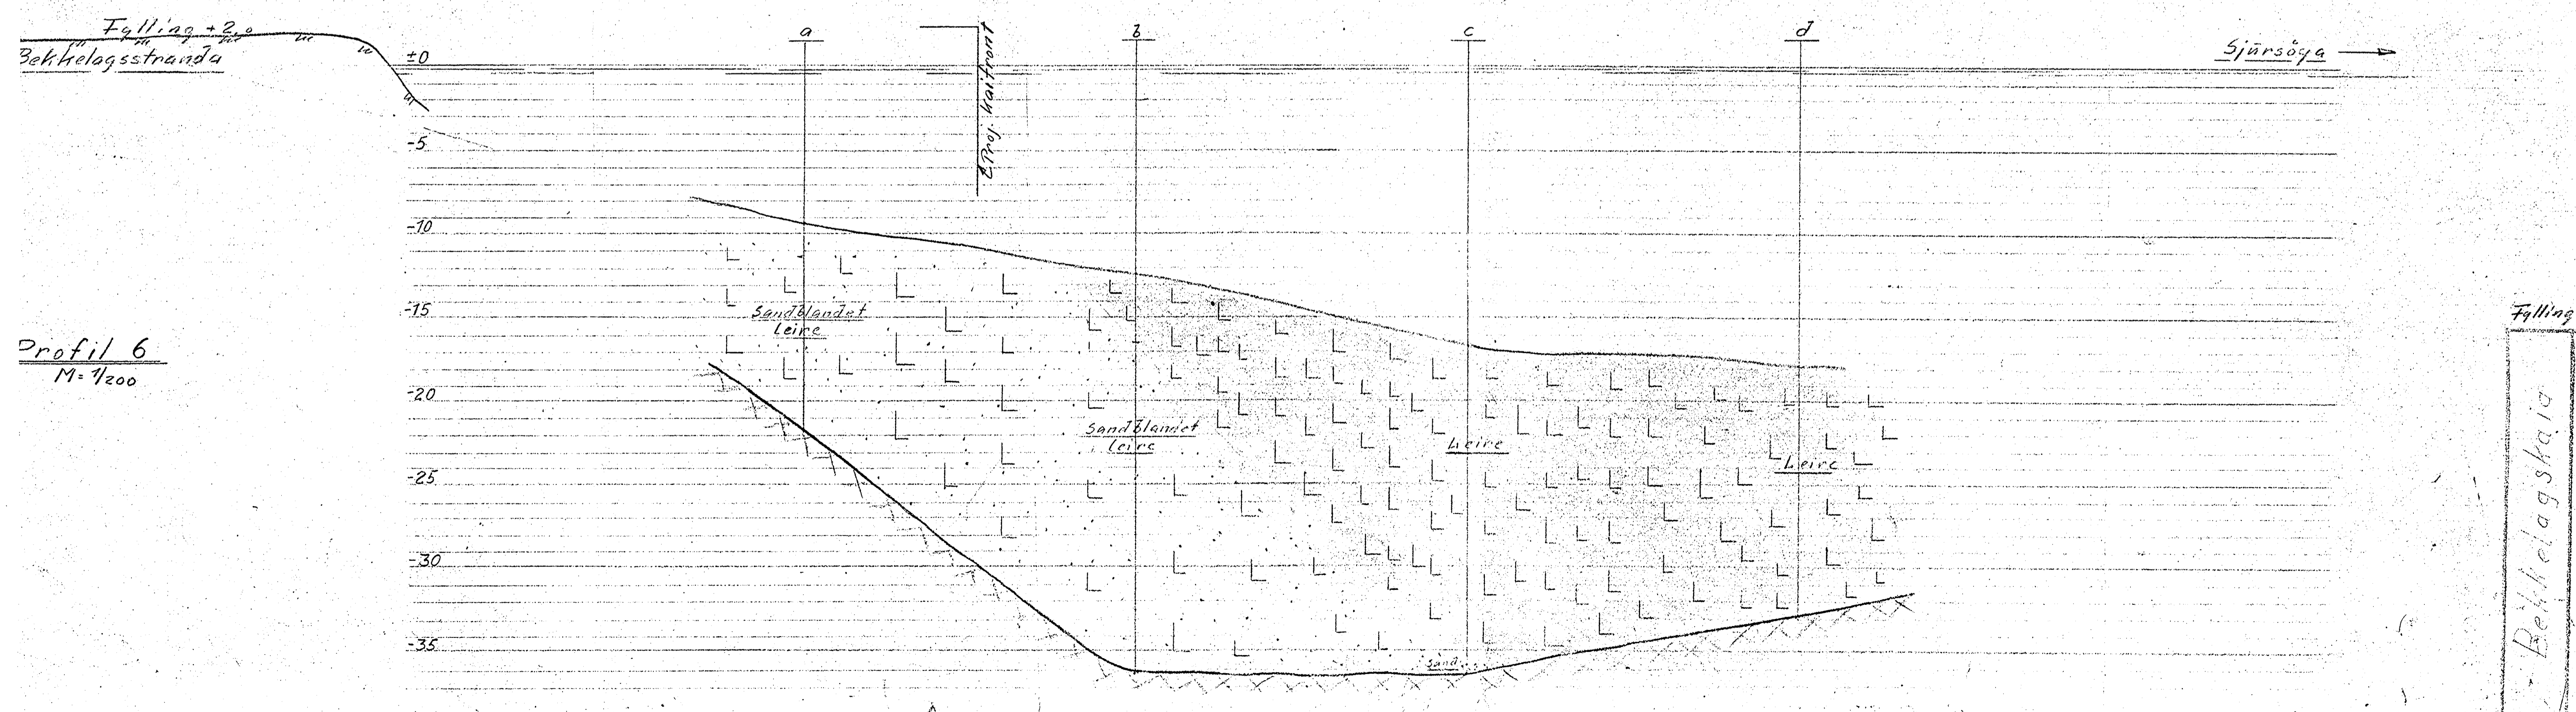 Fylling +2,0
Bekkelagsstranda
±0
a
b
c
d
Sjursöya
Proj. Kaifront
-5
-10
-15
Sandblandet
Leire
Fylling
Profil 6
M=1/200
-20
Sandblandet
Leire
Leire
Leire
-25
-30
-35
Sand
Bekkelagskaia